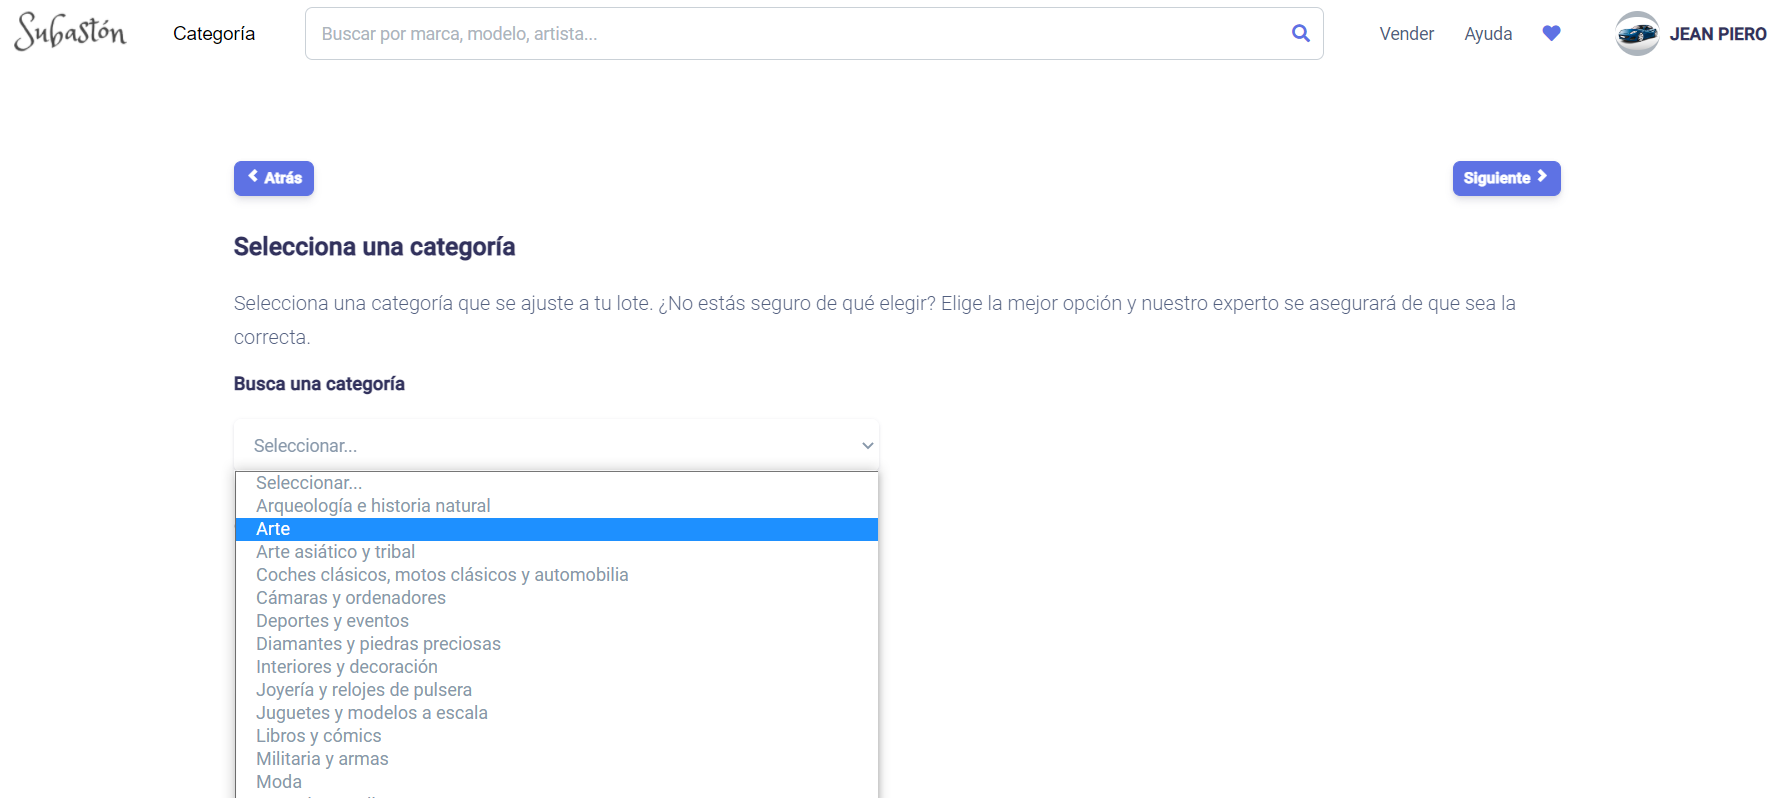 Subastón
Categoría
Buscar por marca, modelo, artista...
Vender
Ayuda
JEAN PIERO
Atrás
Siguiente
Selecciona una categoría
Selecciona una categoría que se ajuste a tu lote. ¿No estás seguro de qué elegir? Elige la mejor opción y nuestro experto se asegurará de que sea la
correcta.
Busca una categoría
Seleccionar...
Seleccionar...
Arqueología e historia natural
Arte
Arte asiático y tribal
Coches clásicos, motos clásicos y automobilia
Cámaras y ordenadores
Deportes y eventos
Diamantes y piedras preciosas
Interiores y decoración
Joyería y relojes de pulsera
Juguetes y modelos a escala
Libros y cómics
Militaria y armas
Moda